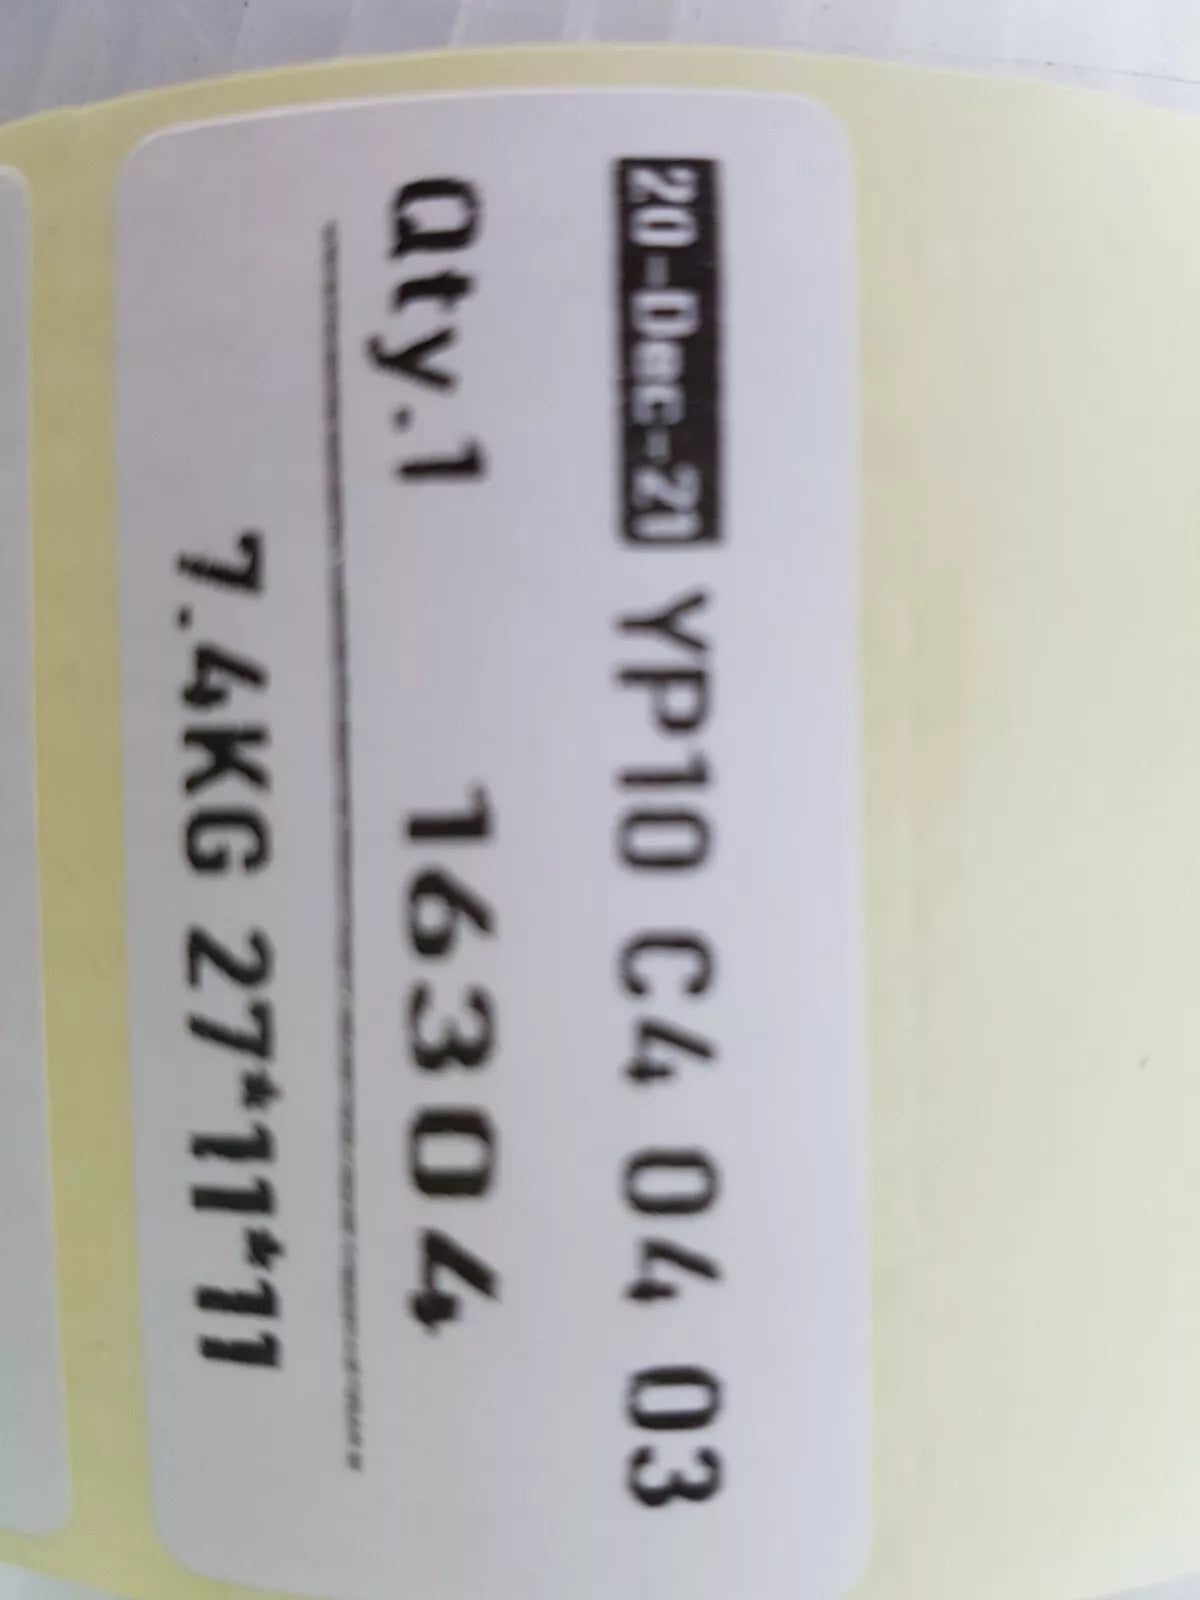 20-Dec-21 YP10 C4 04 03
Qty.1 16304
7.4KG 27*11*11